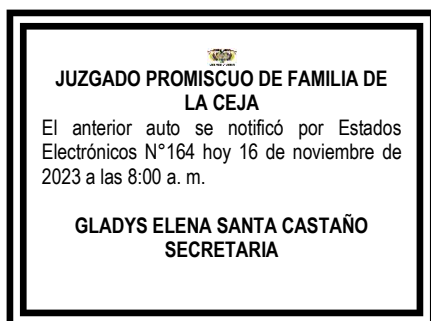 JUZGADO PROMISCUO DE FAMILIA DE
LA CEJA
El anterior auto se notificó por Estados
Electrónicos N°164 hoy 16 de noviembre de
2023 a las 8:00 a. m.
GLADYS ELENA SANTA CASTAÑO
SECRETARIA